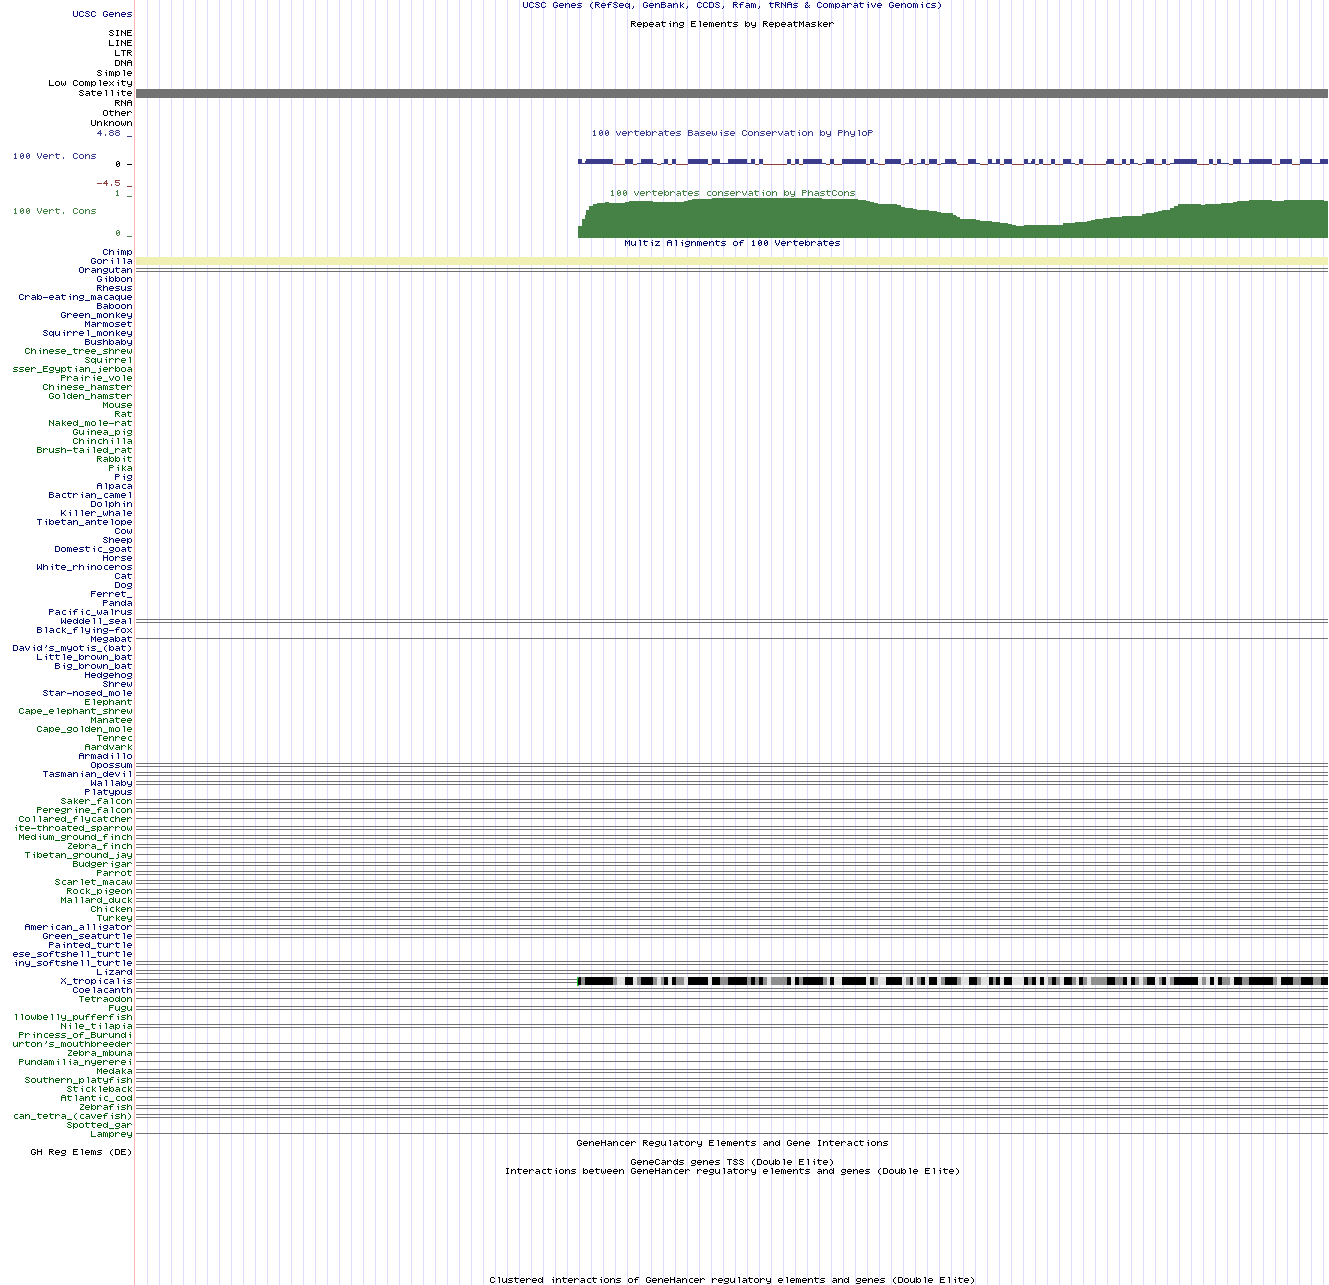 UCSC Genes (RefSeq, GenBank, CCDS, Rfam, tRNAs & Comparative Genomics)
UCSC Genes
Repeating Elements by RepeatMasker
SINE
LINE
LTR
DNA
Simple
Low Complexity
Satellite
RNA
Other
Unknown
4.88 _
100 vertebrates Basewise Conservation by PhyloP
100 Vert. Cons
0 _
-4.5 _
1 _
100 vertebrates conservation by PhastCons
100 Vert. Cons
0 _
Multiz Alignments of 100 Vertebrates
Chimp
Gorilla
Orangutan
Gibbon
Rhesus
Crab-eating_macaque
Baboon
Green_monkey
Marmoset
Squirrel_monkey
Bushbaby
Chinese_tree_shrew
Squirrel
sser_Egyptian_jerboa
Prairie_vole
Chinese_hamster
Golden_hamster
Mouse
Rat
Naked_mole-rat
Guinea_pig
Chinchilla
Brush-tailed_rat
Rabbit
Pika
Pig
Alpaca
Bactrian_camel
Dolphin
Killer_whale
Tibetan_antelope
Cow
Sheep
Domestic_goat
Horse
White_rhinoceros
Cat
Dog
Ferret_
Panda
Pacific_walrus
Weddell_seal
Black_flying-fox
Megabat
David's_myotis_(bat)
Little_brown_bat
Big_brown_bat
Hedgehog
Shrew
Star-nosed_mole
Elephant
Cape_elephant_shrew
Manatee
Cape_golden_mole
Tenrec
Aardvark
Armadillo
Opossum
Tasmanian_devil
Wallaby
Platypus
Saker_falcon
Peregrine_falcon
Collared_flycatcher
ite-throated_sparrow
Medium_ground_finch
Zebra_finch
Tibetan_ground_jay
Budgerigar
Parrot
Scarlet_macaw
Rock_pigeon
Mallard_duck
Chicken
Turkey
American_alligator
Green_seaturtle
Painted_turtle
ese_softshell_turtle
iny_softshell_turtle
Lizard
X_tropicalis
Coelacanth
Tetraodon
Fugu
llowbelly_pufferfish
Nile_tilapia
Princess_of_Burundi
urton's_mouthbreeder
Zebra_mbuna
Pundamilia_nyererei
Medaka
Southern_platyfish
Stickleback
Atlantic_cod
Zebrafish
can_tetra_(cavefish)
Spotted_gar
Lamprey
GeneHancer Regulatory Elements and Gene Interactions
GH Reg Elems (DE)
GeneCards genes TSS (Double Elite)
Interactions between GeneHancer regulatory elements and genes (Double Elite)
Clustered interactions of GeneHancer regulatory elements and genes (Double Elite)